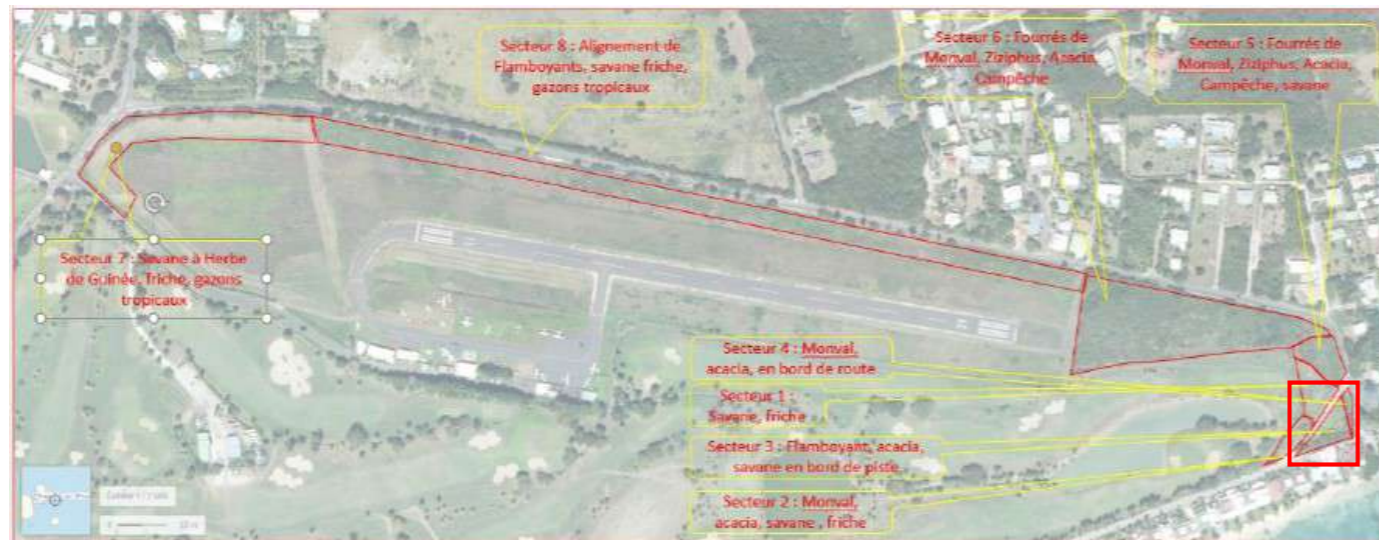 Secteur 8 : Alignement de
Flamboyants, savane friche,
gazons tropicaux
Secteur 6 : Fourrés de
Monval, Ziziphus, Acacia,
Campêche
Secteur 5 : Fourrés de
Monval, Ziziphus, Acacia,
Campêche, savane
Secteur 7 : Savane à Herbe
de Guinée, friche, gazons
tropicaux
Secteur 4 : Monval,
acacia, en bord de route
Secteur 1 :
Savane, friche
Secteur 3 : Flamboyant, acacia,
savane en bord de piste
Secteur 2 : Monval,
acacia, savane , friche